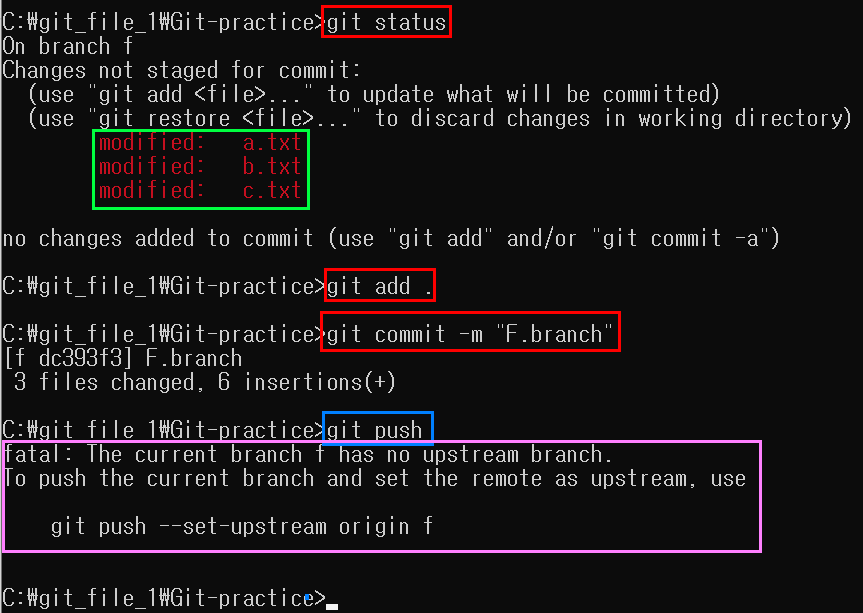 C:₩git_file_1₩Git-practice>git status
On branch f
Changes not staged for commit:
  (use "git add <file>..." to update what will be committed)
  (use "git restore <file>..." to discard changes in working directory)
        modified:   a.txt
        modified:   b.txt
        modified:   c.txt
no changes added to commit (use "git add" and/or "git commit -a")
C:₩git_file_1₩Git-practice>git add .
C:₩git_file_1₩Git-practice>git commit -m "F.branch"
[f dc393f3] F.branch
 3 files changed, 6 insertions(+)
C:₩git_file_1₩Git-practice>git push
fatal: The current branch f has no upstream branch.
To push the current branch and set the remote as upstream, use
    git push --set-upstream origin f
C:₩git_file_1₩Git-practice>